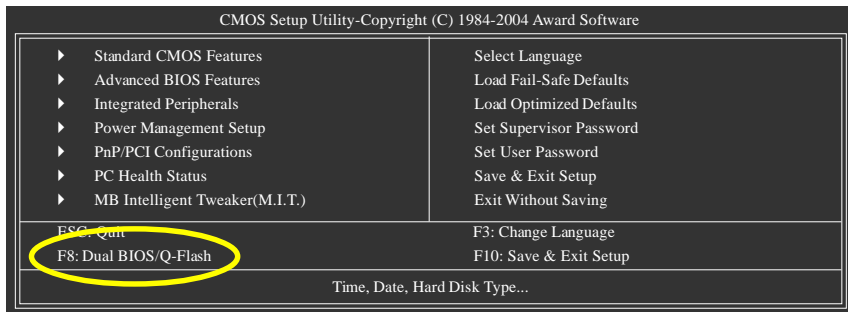 CMOS Setup Utility-Copyright (C) 1984-2004 Award Software
Standard CMOS Features
Advanced BIOS Features
Integrated Peripherals
Power Management Setup
PnP/PCI Configurations
PC Health Status
MB Intelligent Tweaker(M.I.T.)
Select Language
Load Fail-Safe Defaults
Load Optimized Defaults
Set Supervisor Password
Set User Password
Save & Exit Setup
Exit Without Saving
ESC: Quit
F8: Dual BIOS/Q-Flash
F3: Change Language
F10: Save & Exit Setup
Time, Date, Hard Disk Type...